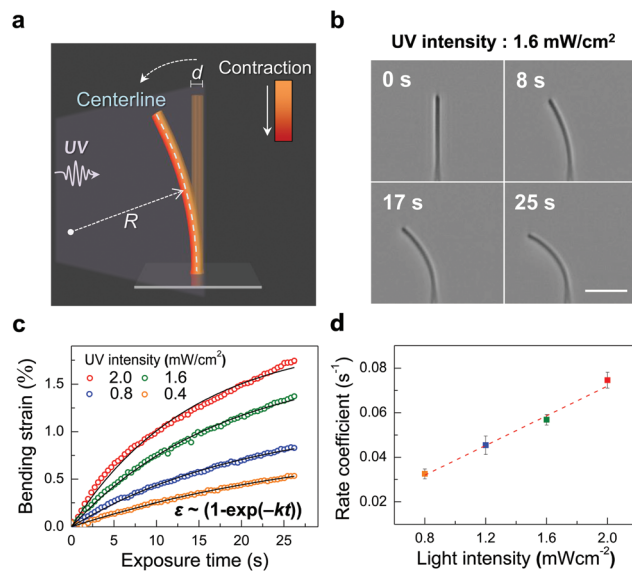 a
d
Contraction
Centerline
UV
R
b
UV intensity : 1.6 mW/cm²
0 s
8 s
17 s
25 s
c
UV intensity (mW/cm²)
2.0 1.6
0.8 0.4
Bending strain (%)
1.5
1.0
0.5
0.0
ε ~ (1-exp(–kt))
0 5 10 15 20 25
Exposure time (s)
d
Rate coefficient (s⁻¹)
0.08
0.06
0.04
0.02
0.8 1.2 1.6 2.0
Light intensity (mWcm⁻²)